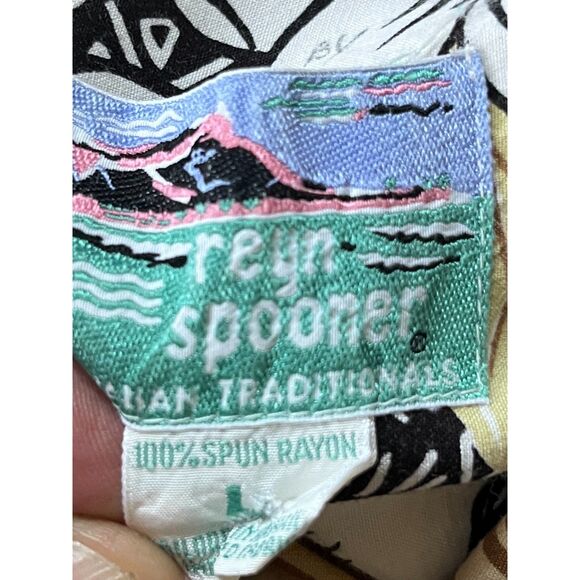 reyn
spooner®
TRADITIONALS
100% SPUN RAYON
L